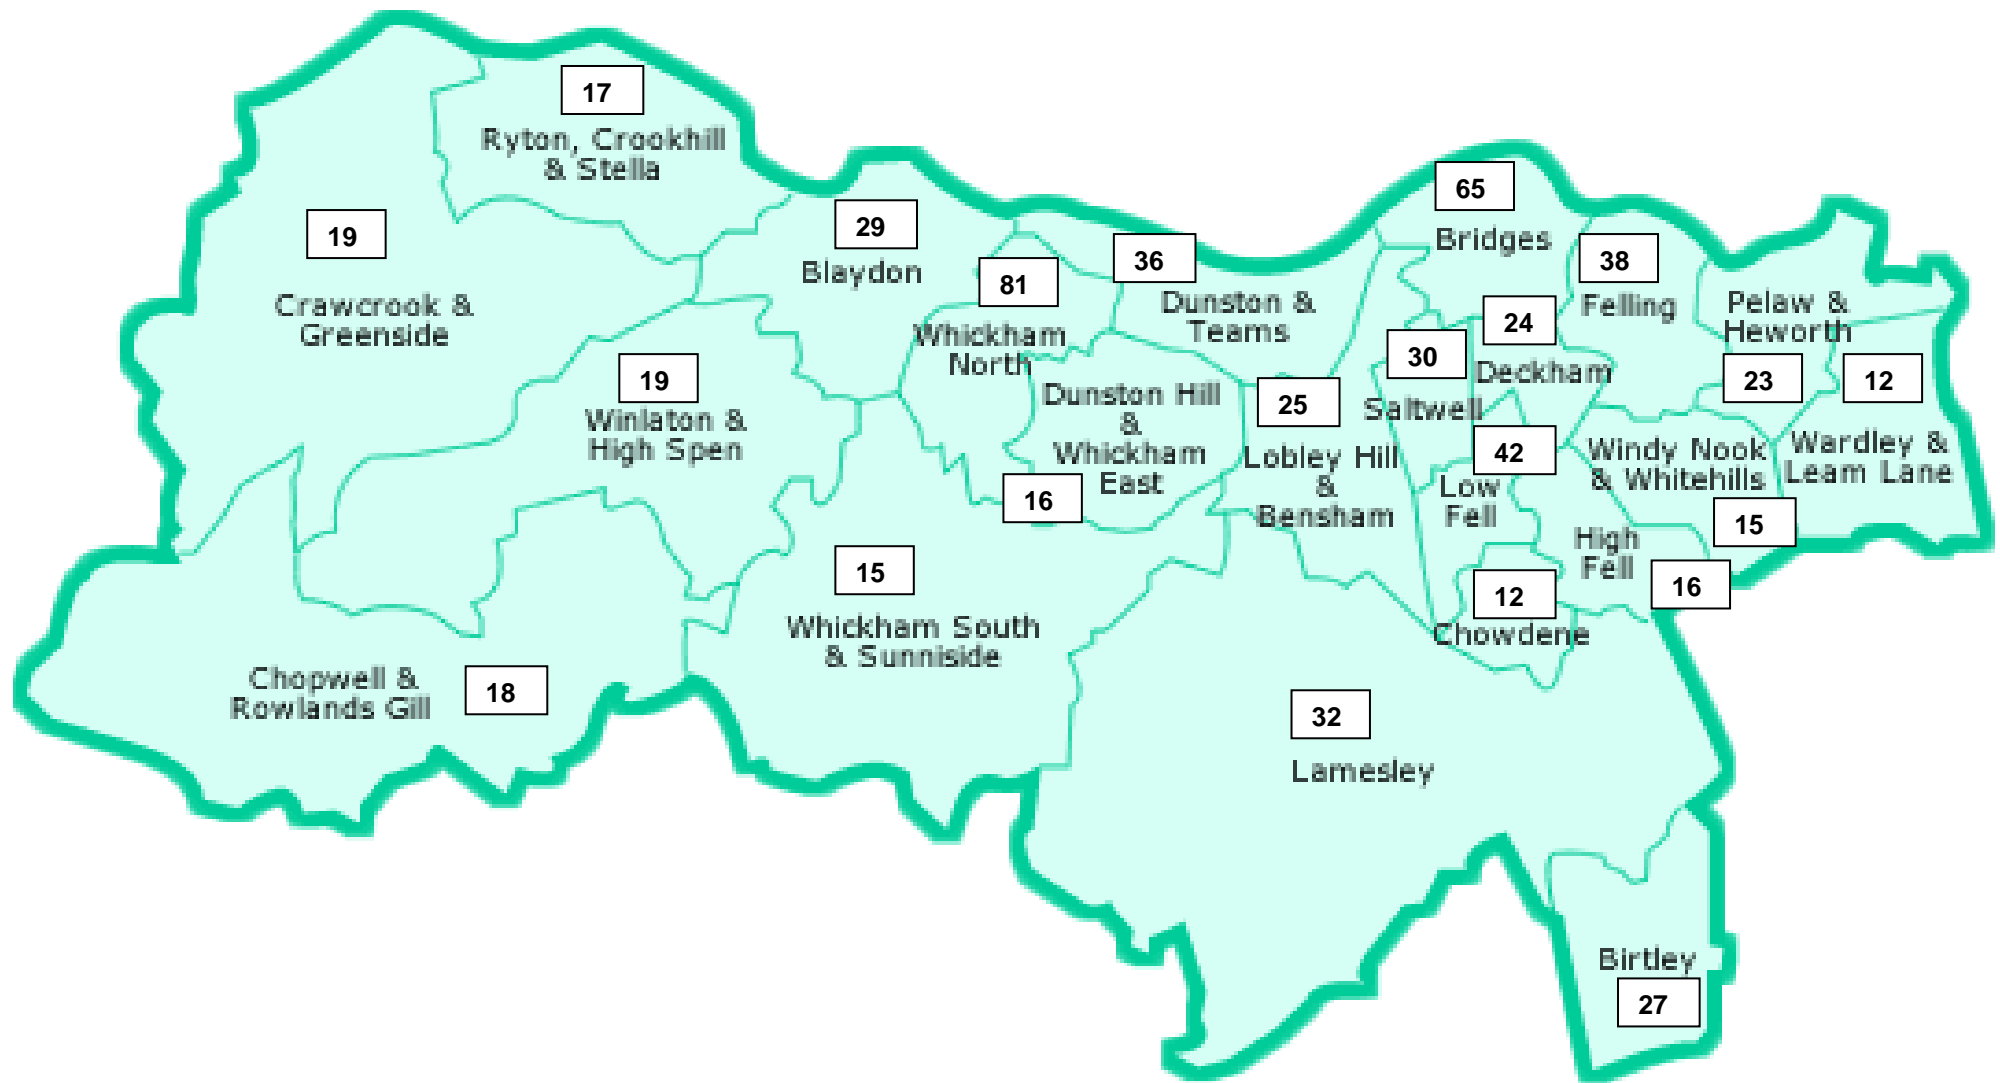 17
Ryton, Crookhill
& Stella
19
Crawcrook &
Greenside
29
Blaydon
81
Whickham
North
36
Dunston &
Teams
65
Bridges
38
Felling
Pelaw &
Heworth
23
12
Wardley &
Leam Lane
24
Deckham
30
Saltwell
19
Winlaton &
High Spen
Dunston Hill
&
Whickham
East
16
25
Lobley Hill
&
Bensham
42
Low
Fell
Windy Nook
& Whitehills
15
High
Fell
16
12
Chowdene
15
Whickham South
& Sunniside
Chopwell &
Rowlands Gill
18
32
Lamesley
Birtley
27